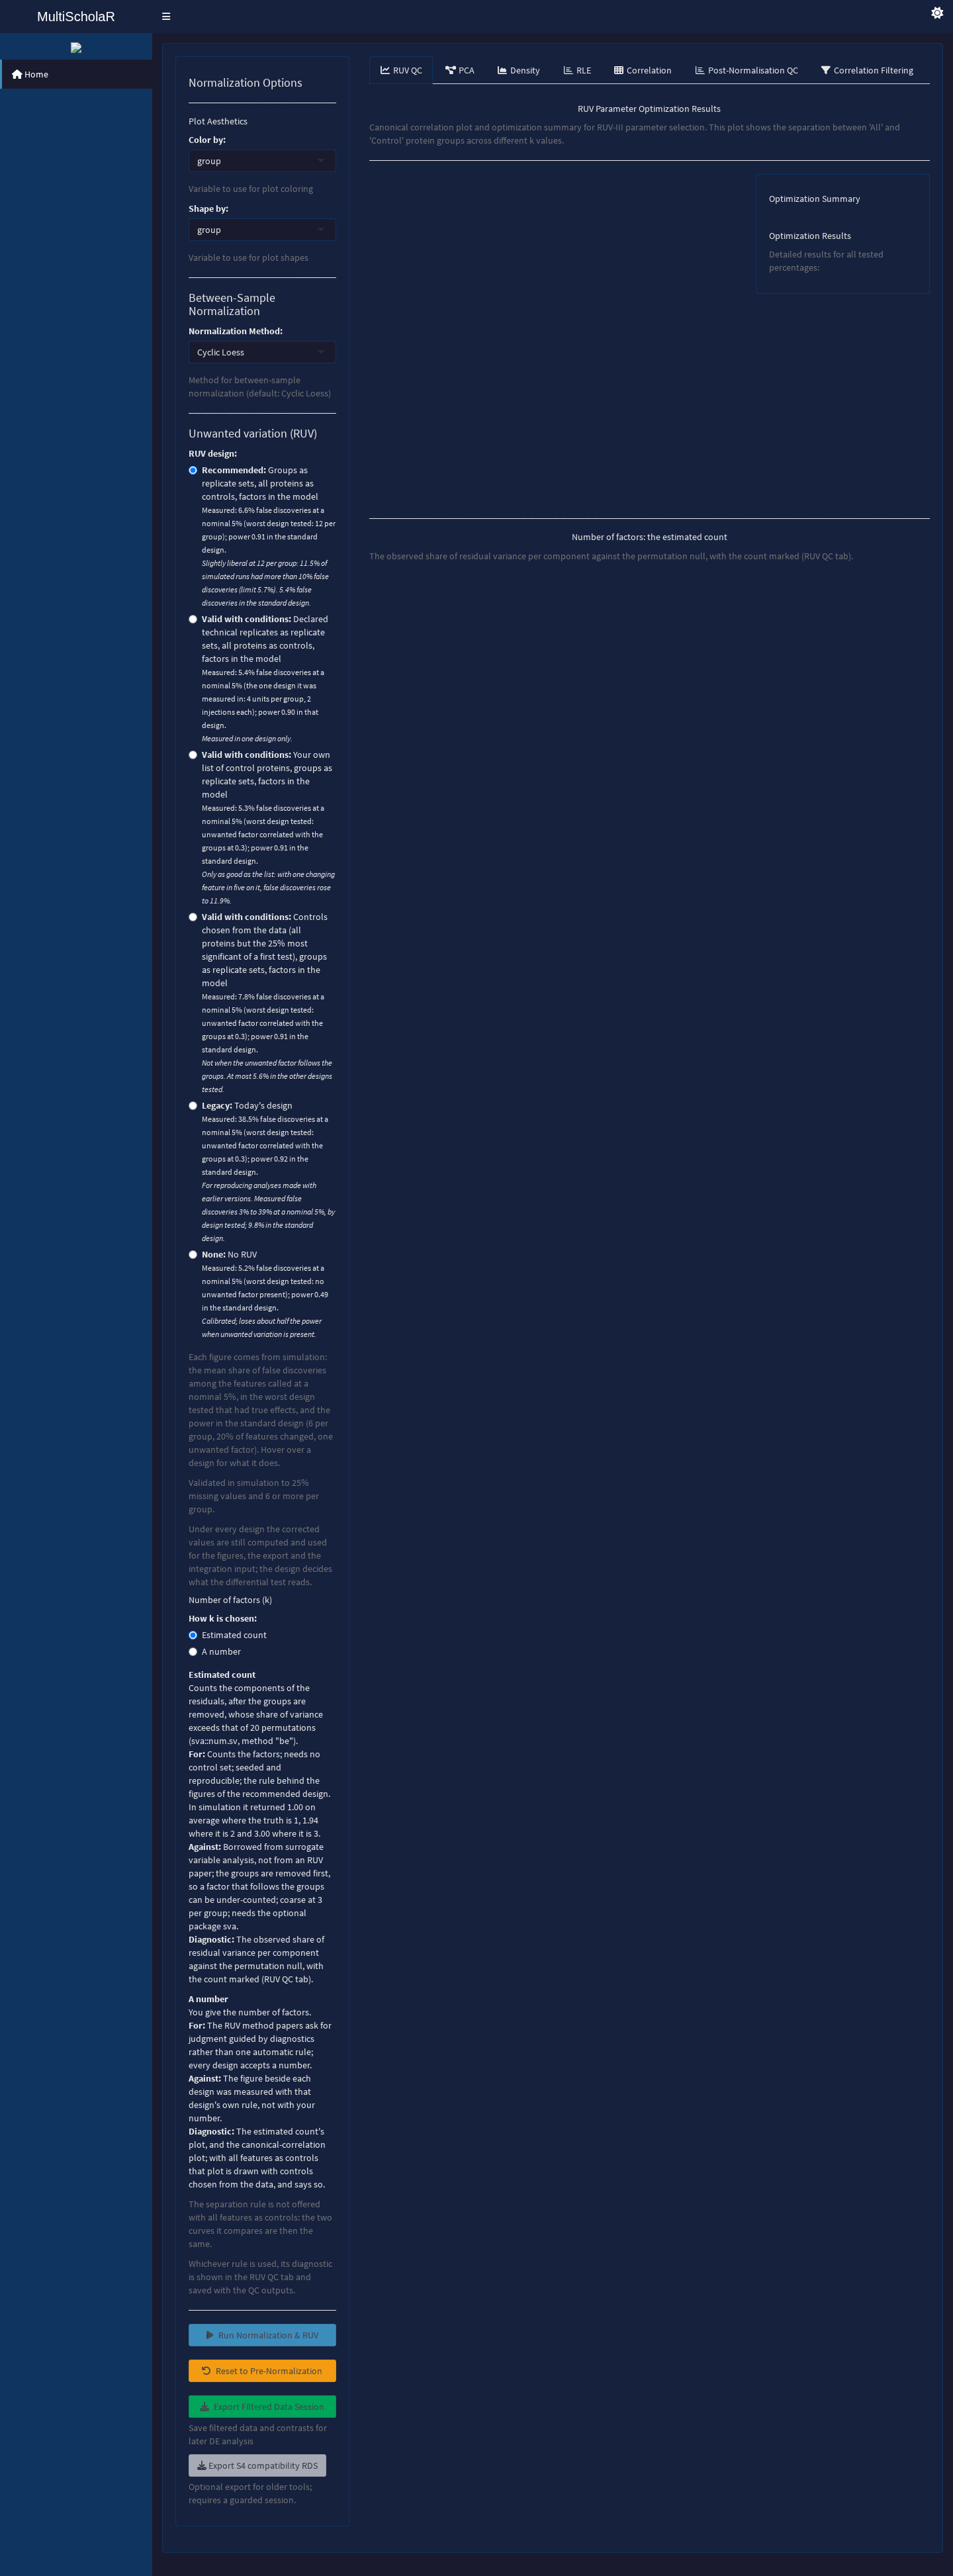 MultiScholaR
Home
Normalization Options
Plot Aesthetics
Color by:
group
Variable to use for plot coloring
Shape by:
group
Variable to use for plot shapes
Between-Sample
Normalization
Normalization Method:
Cyclic Loess
Method for between-sample
normalization (default: Cyclic Loess)
Unwanted variation (RUV)
RUV design:
Recommended: Groups as
replicate sets, all proteins as
controls, factors in the model
Measured: 6.6% false discoveries at a
nominal 5% (worst design tested: 12 per
group); power 0.91 in the standard
design.
Slightly liberal at 12 per group: 11.5% of
simulated runs had more than 10% false
discoveries (limit 5.7%). 5.4% false
discoveries in the standard design.
Valid with conditions: Declared
technical replicates as replicate
sets, all proteins as controls,
factors in the model
Measured: 5.4% false discoveries at a
nominal 5% (the one design it was
measured in: 4 units per group, 2
injections each); power 0.90 in that
design.
Measured in one design only.
Valid with conditions: Your own
list of control proteins, groups as
replicate sets, factors in the
model
Measured: 5.3% false discoveries at a
nominal 5% (worst design tested:
unwanted factor correlated with the
groups at 0.3); power 0.91 in the
standard design.
Only as good as the list: with one changing
feature in five on it, false discoveries rose
to 11.9%.
Valid with conditions: Controls
chosen from the data (all
proteins but the 25% most
significant of a first test), groups
as replicate sets, factors in the
model
Measured: 7.8% false discoveries at a
nominal 5% (worst design tested:
unwanted factor correlated with the
groups at 0.3); power 0.91 in the
standard design.
Not when the unwanted factor follows the
groups. At most 5.6% in the other designs
tested.
Legacy: Today's design
Measured: 38.5% false discoveries at a
nominal 5% (worst design tested:
unwanted factor correlated with the
groups at 0.3); power 0.92 in the
standard design.
For reproducing analyses made with
earlier versions. Measured false
discoveries 3% to 39% at a nominal 5%, by
design tested; 9.8% in the standard
design.
None: No RUV
Measured: 5.2% false discoveries at a
nominal 5% (worst design tested: no
unwanted factor present); power 0.49
in the standard design.
Calibrated; loses about half the power
when unwanted variation is present.
Each figure comes from simulation:
the mean share of false discoveries
among the features called at a
nominal 5%, in the worst design
tested that had true effects, and the
power in the standard design (6 per
group, 20% of features changed, one
unwanted factor). Hover over a
design for what it does.
Validated in simulation to 25%
missing values and 6 or more per
group.
Under every design the corrected
values are still computed and used
for the figures, the export and the
integration input; the design decides
what the differential test reads.
Number of factors (k)
How k is chosen:
Estimated count
A number
Estimated count
Counts the components of the
residuals, after the groups are
removed, whose share of variance
exceeds that of 20 permutations
(sva::num.sv, method "be").
For: Counts the factors; needs no
control set; seeded and
reproducible; the rule behind the
figures of the recommended design.
In simulation it returned 1.00 on
average where the truth is 1, 1.94
where it is 2 and 3.00 where it is 3.
Against: Borrowed from surrogate
variable analysis, not from an RUV
paper; the groups are removed first,
so a factor that follows the groups
can be under-counted; coarse at 3
per group; needs the optional
package sva.
Diagnostic: The observed share of
residual variance per component
against the permutation null, with
the count marked (RUV QC tab).
A number
You give the number of factors.
For: The RUV method papers ask for
judgment guided by diagnostics
rather than one automatic rule;
every design accepts a number.
Against: The figure beside each
design was measured with that
design's own rule, not with your
number.
Diagnostic: The estimated count's
plot, and the canonical-correlation
plot; with all features as controls
that plot is drawn with controls
chosen from the data, and says so.
The separation rule is not offered
with all features as controls: the two
curves it compares are then the
same.
Whichever rule is used, its diagnostic
is shown in the RUV QC tab and
saved with the QC outputs.
Run Normalization & RUV
Reset to Pre-Normalization
Export Filtered Data Session
Save filtered data and contrasts for
later DE analysis
Export S4 compatibility RDS
Optional export for older tools;
requires a guarded session.
RUV QC
PCA
Density
RLE
Correlation
Post-Normalisation QC
Correlation Filtering
RUV Parameter Optimization Results
Canonical correlation plot and optimization summary for RUV-III parameter selection. This plot shows the separation between 'All' and
'Control' protein groups across different k values.
Optimization Summary
Optimization Results
Detailed results for all tested
percentages:
Number of factors: the estimated count
The observed share of residual variance per component against the permutation null, with the count marked (RUV QC tab).